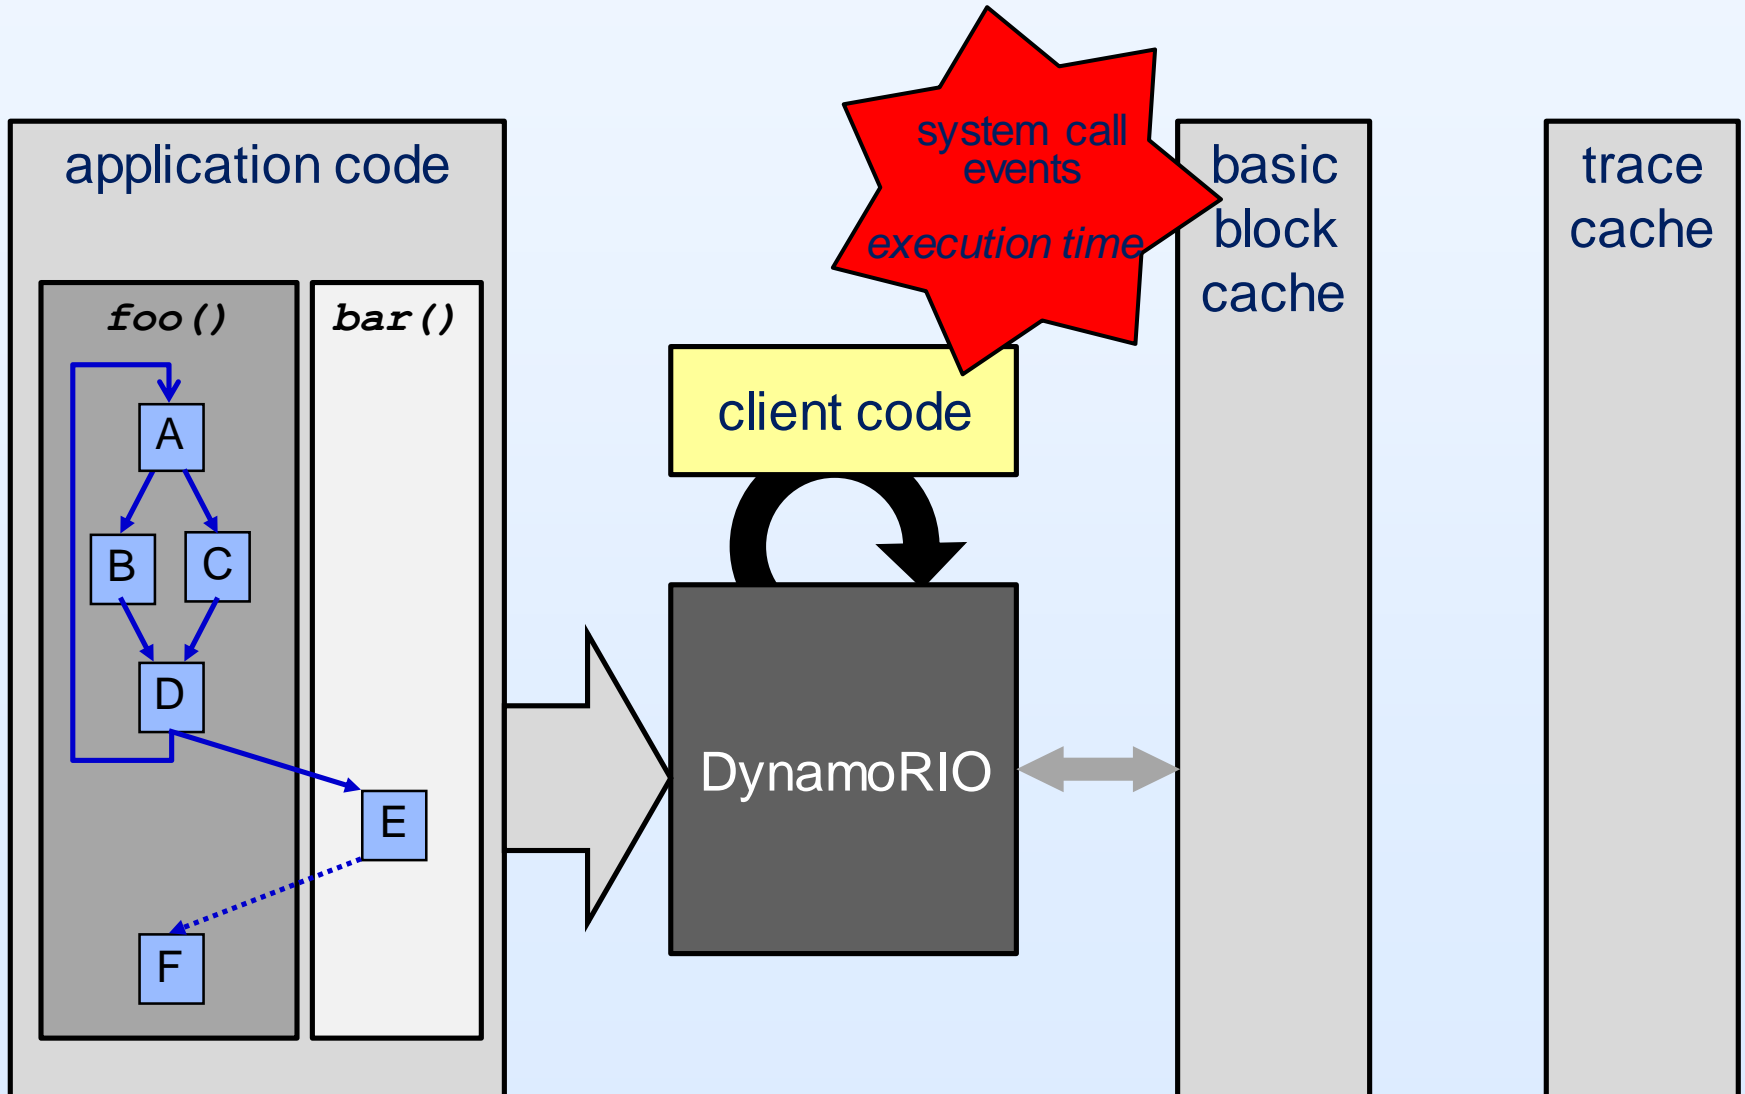 application code
foo()
bar()
A
B
C
D
E
F
system call
events
execution time
client code
DynamoRIO
basic
block
cache
trace
cache